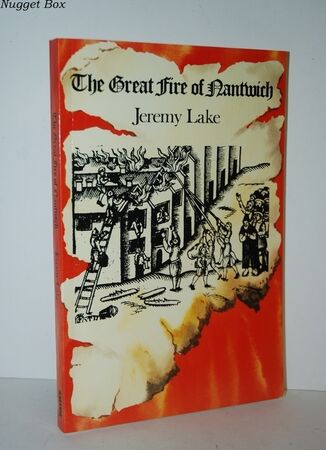 Nugget Box
The Great Fire of Nantwich
Jeremy Lake